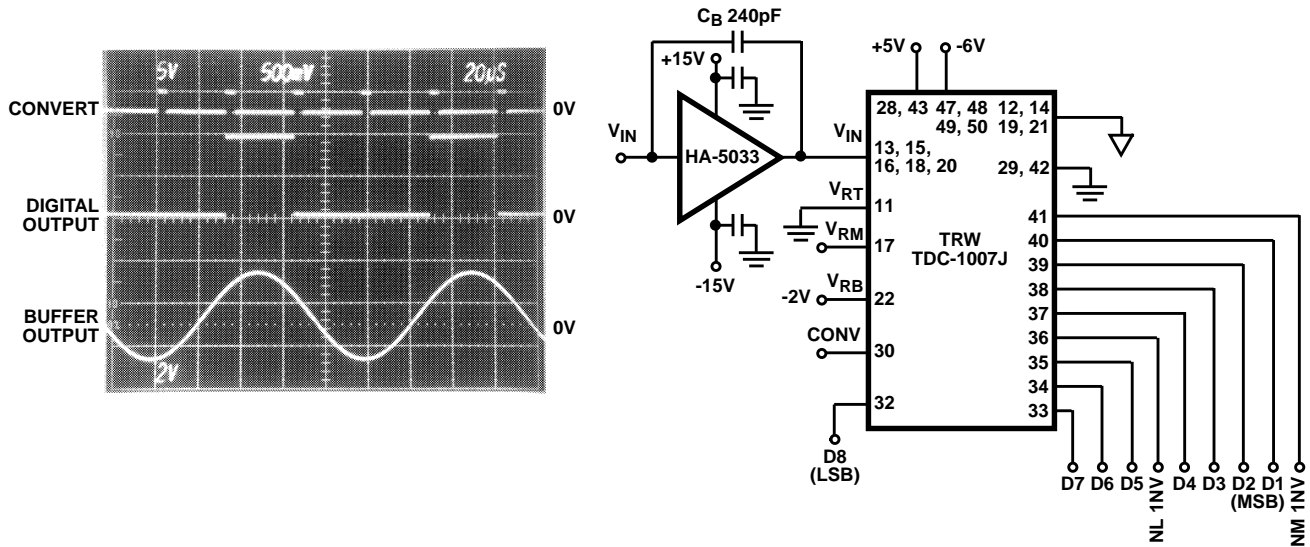 5V 500mV 20µS
CONVERT 0V
DIGITAL
OUTPUT 0V
BUFFER
OUTPUT 0V
2V
CB 240pF
+15V
VIN
HA-5033
-15V
+5V -6V
28, 43 47, 48 12, 14
49, 50 19, 21
VIN
13, 15,
16, 18, 20
29, 42
VRT
11
VRM
17
VRB
-2V 22
CONV
30
32
D8
(LSB)
TRW
TDC-1007J
41
40
39
38
37
36
35
34
33
D7 D6 D5 NL 1NV D4 D3 D2 D1 NM 1NV
(MSB)